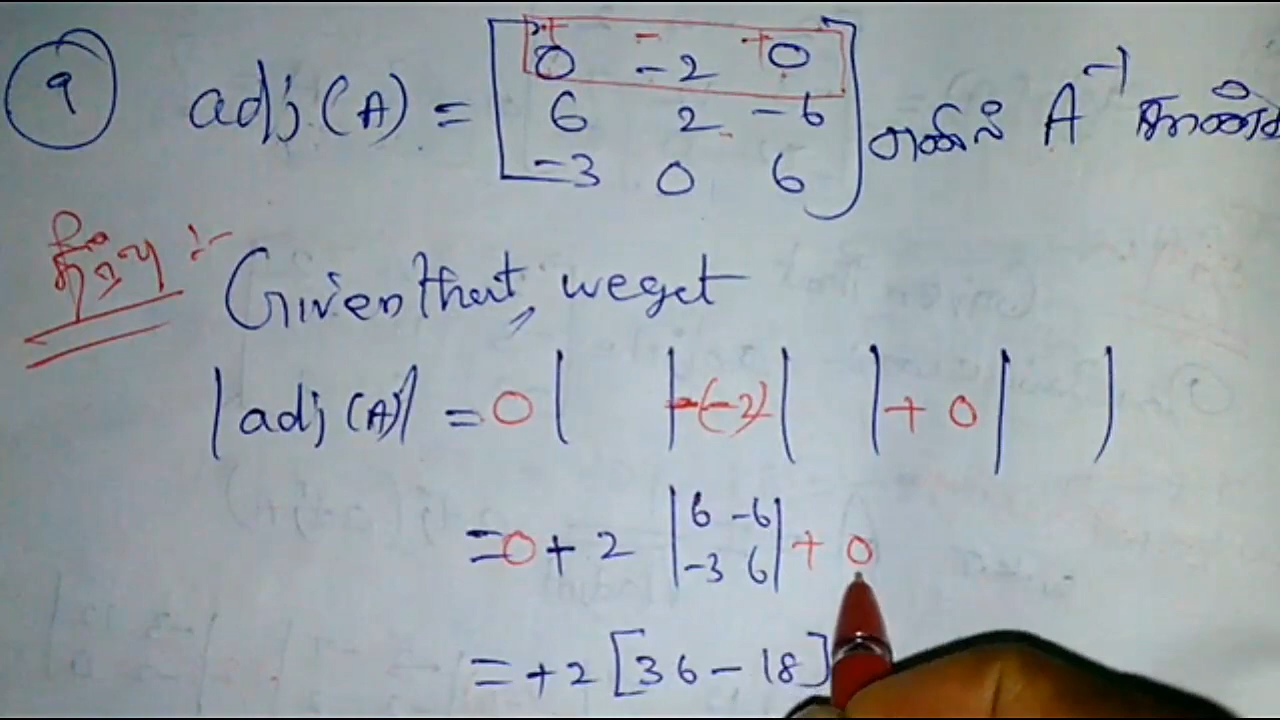 9 adj(A) = [ 0 -2 0
6 2 -6
-3 0 6 ] எனில் A⁻¹ காண்க
தீர்வு :-
Given that, we get
|adj(A)| = 0 | | -(-2) | | + 0 | |
= 0 + 2 | 6 -6
-3 6 | + 0
= +2 [36 - 18]